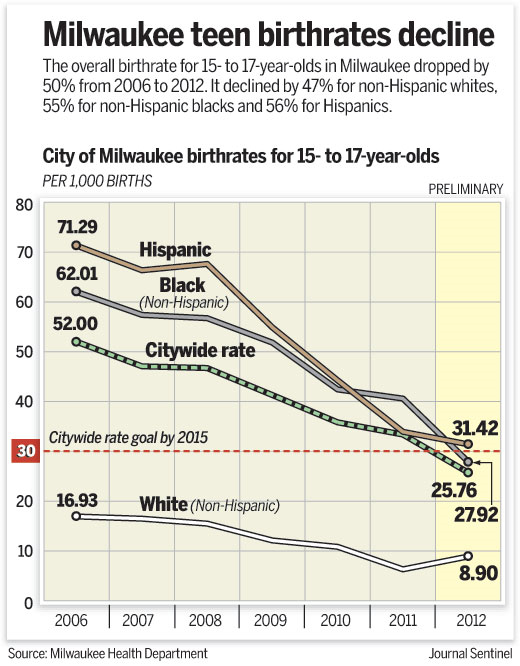 Milwaukee teen birthrates decline
The overall birthrate for 15- to 17-year-olds in Milwaukee dropped by
50% from 2006 to 2012. It declined by 47% for non-Hispanic whites,
55% for non-Hispanic blacks and 56% for Hispanics.
City of Milwaukee birthrates for 15- to 17-year-olds
PER 1,000 BIRTHS
PRELIMINARY
80
71.29
Hispanic
70
62.01
Black
(Non-Hispanic)
60
52.00
Citywide rate
50
40
Citywide rate goal by 2015
31.42
30
25.76
27.92
20
16.93
White (Non-Hispanic)
10
8.90
0
2006 2007 2008 2009 2010 2011 2012
Source: Milwaukee Health Department
Journal Sentinel